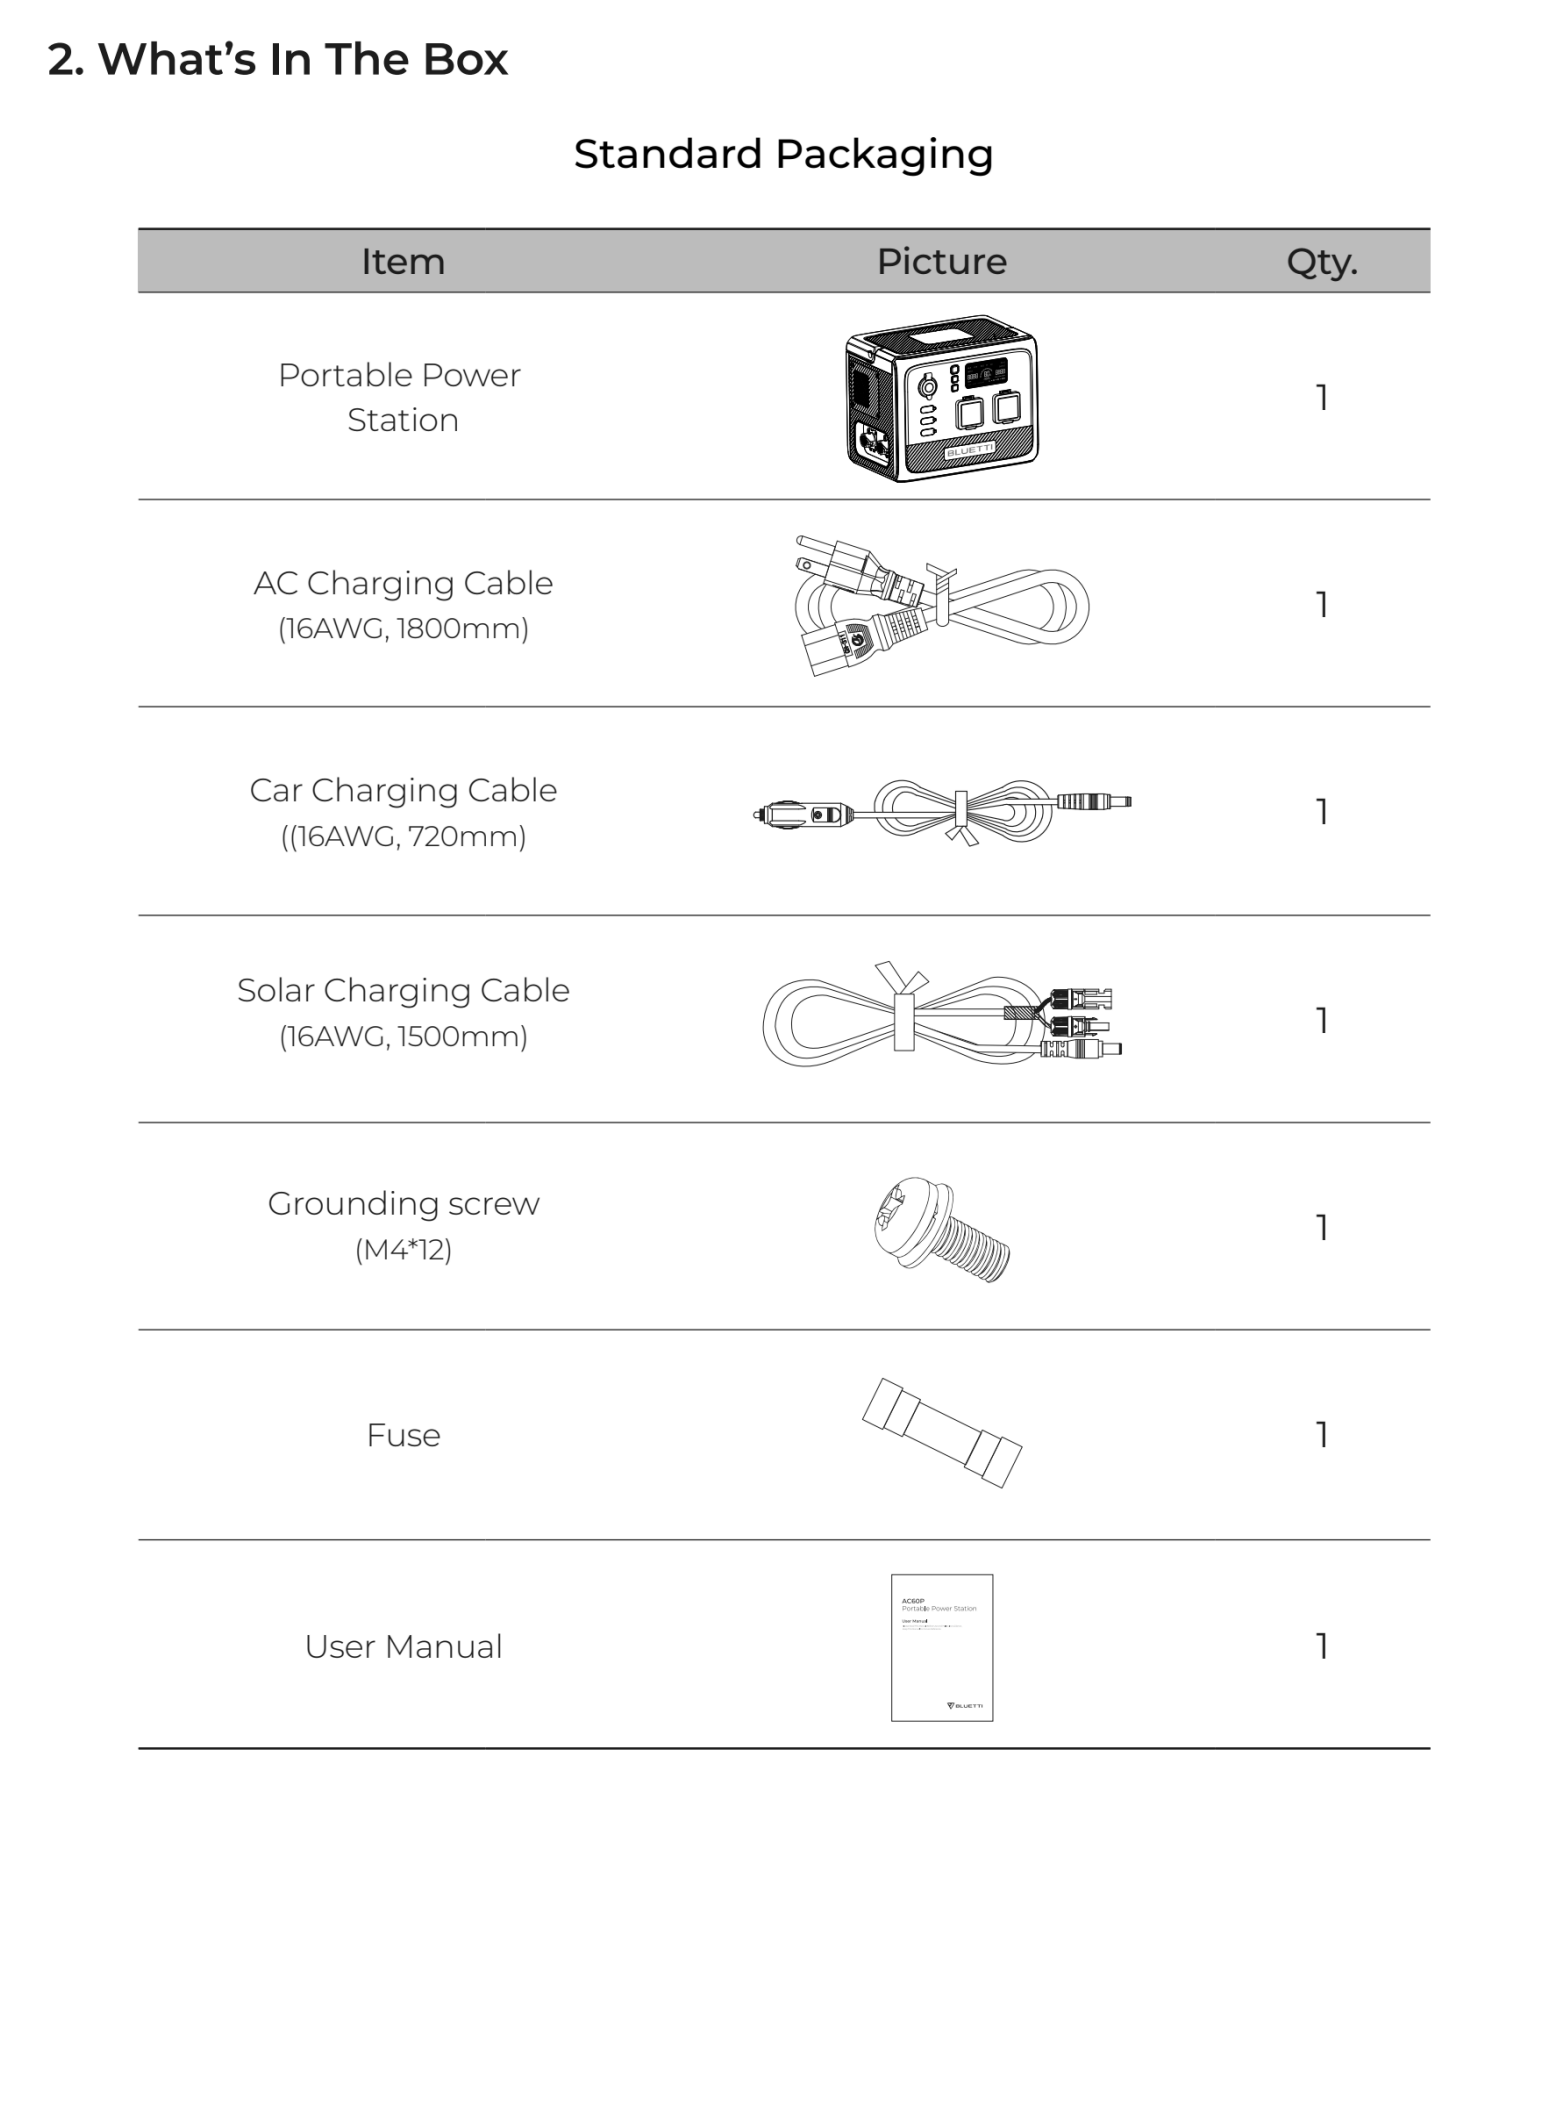 2. What's In The Box
Standard Packaging
Item Picture Qty.
Portable Power
Station
BLUETTI
1
AC Charging Cable
(16AWG, 1800mm)
1
Car Charging Cable
((16AWG, 720mm)
1
Solar Charging Cable
(16AWG, 1500mm)
1
Grounding screw
(M4*12)
1
Fuse
1
User Manual
AC60P
Portable Power Station
User Manual
BLUETTI
1